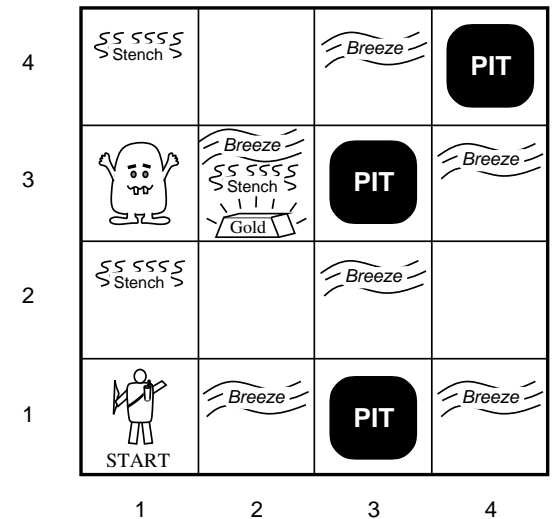 4
Stench
Breeze
PIT
3
Breeze
Stench
Gold
PIT
Breeze
2
Stench
Breeze
1
START
Breeze
PIT
Breeze
1 2 3 4